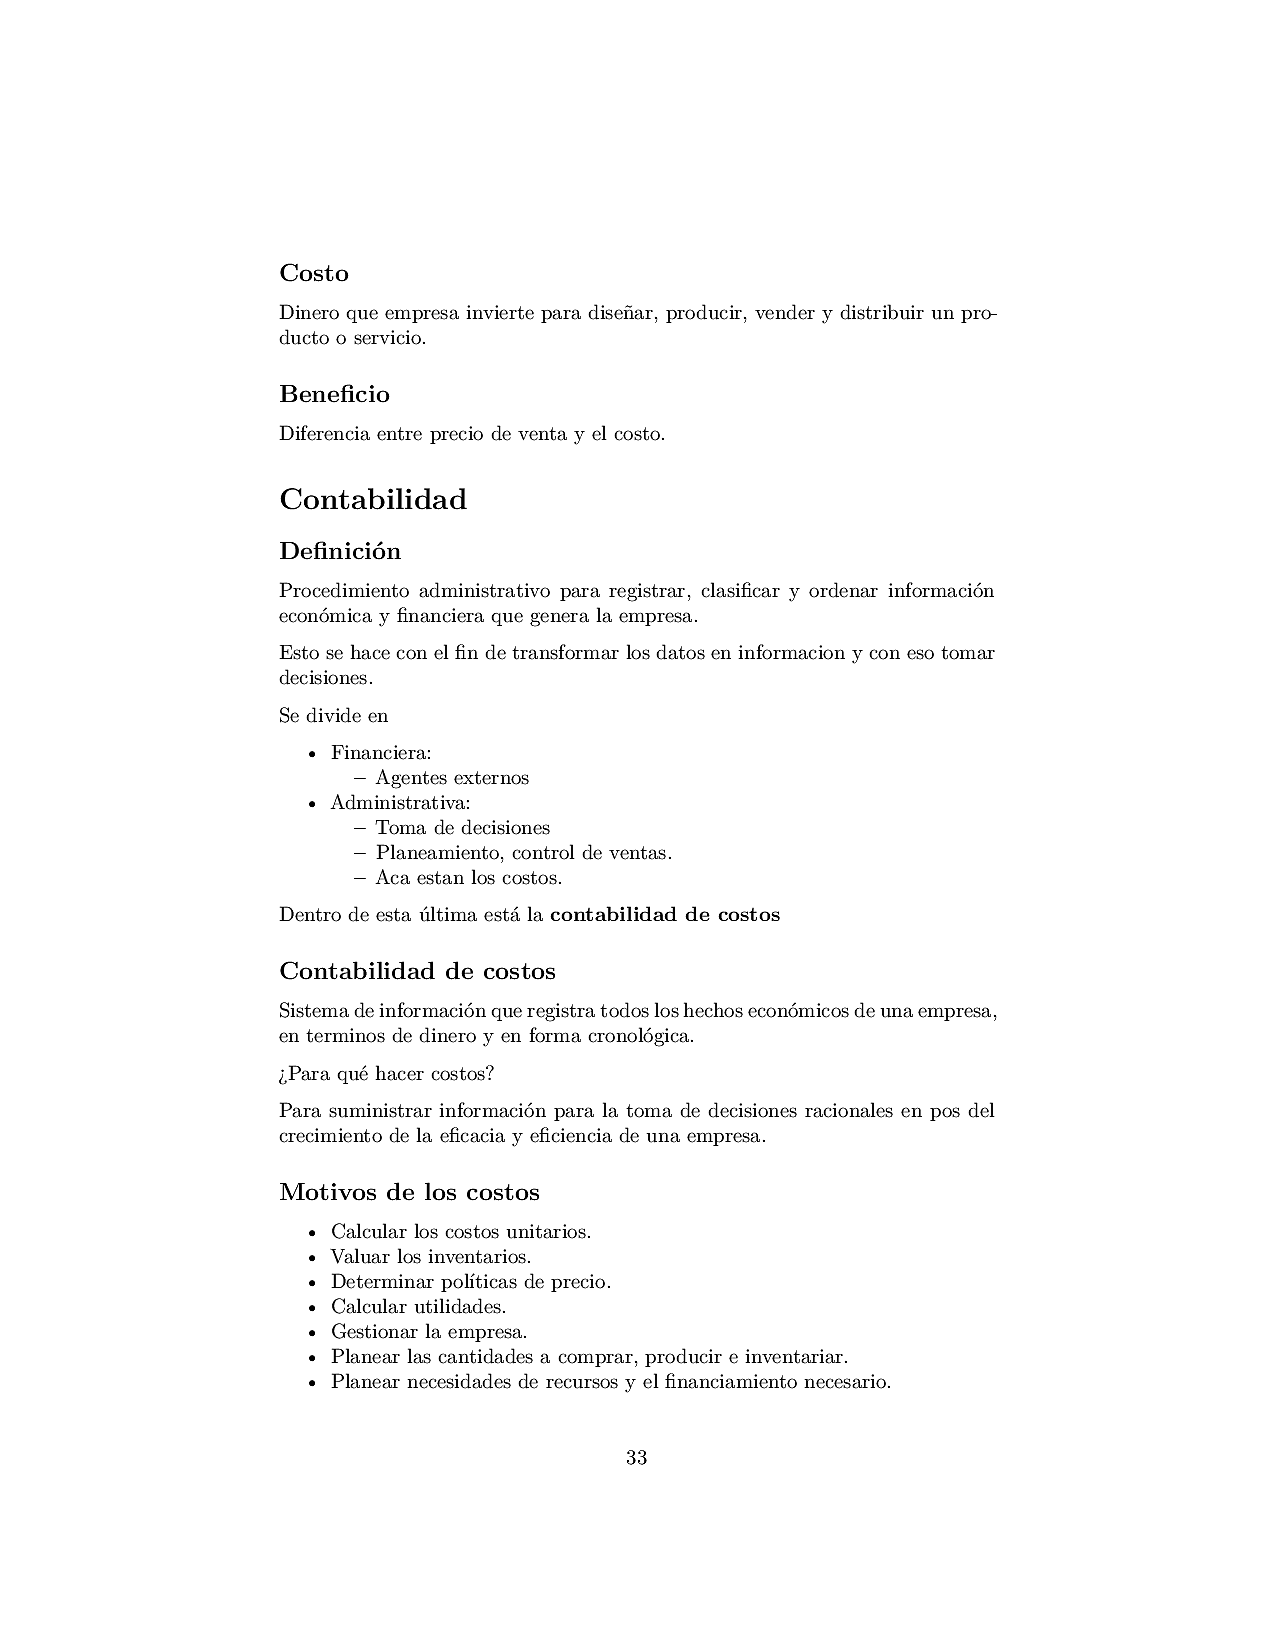 Costo
Dinero que empresa invierte para diseñar, producir, vender y distribuir un pro-
ducto o servicio.
Beneficio
Diferencia entre precio de venta y el costo.
Contabilidad
Definición
Procedimiento administrativo para registrar, clasificar y ordenar información
económica y financiera que genera la empresa.
Esto se hace con el fin de transformar los datos en informacion y con eso tomar
decisiones.
Se divide en
• Financiera:
– Agentes externos
• Administrativa:
– Toma de decisiones
– Planeamiento, control de ventas.
– Aca estan los costos.
Dentro de esta última está la contabilidad de costos
Contabilidad de costos
Sistema de información que registra todos los hechos económicos de una empresa,
en terminos de dinero y en forma cronológica.
¿Para qué hacer costos?
Para suministrar información para la toma de decisiones racionales en pos del
crecimiento de la eficacia y eficiencia de una empresa.
Motivos de los costos
• Calcular los costos unitarios.
• Valuar los inventarios.
• Determinar políticas de precio.
• Calcular utilidades.
• Gestionar la empresa.
• Planear las cantidades a comprar, producir e inventariar.
• Planear necesidades de recursos y el financiamiento necesario.
33